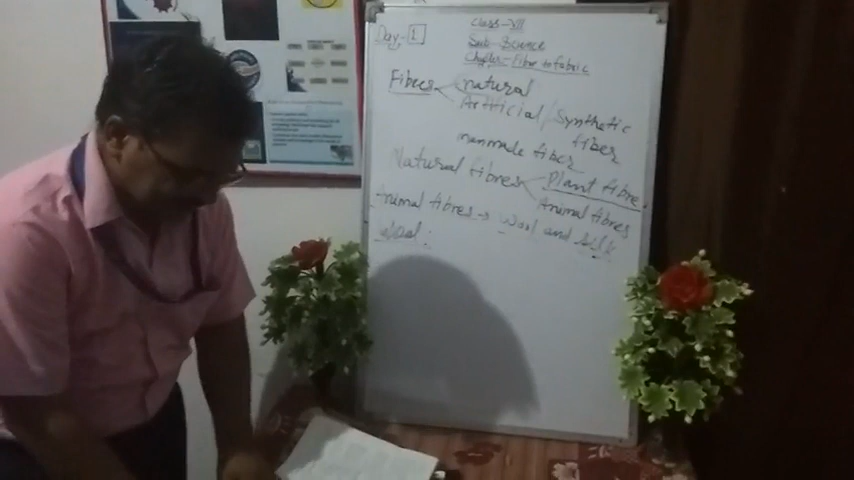 Day-1
Class-VII
Sub-Science
Chapter-Fibre to fabric
Fibres
natural
Artificial/Synthetic
fiber
manmade fiber
Natural fibres
Plant fibre.
Animal fibres
Animal fibres → Wool and silk
Wool: